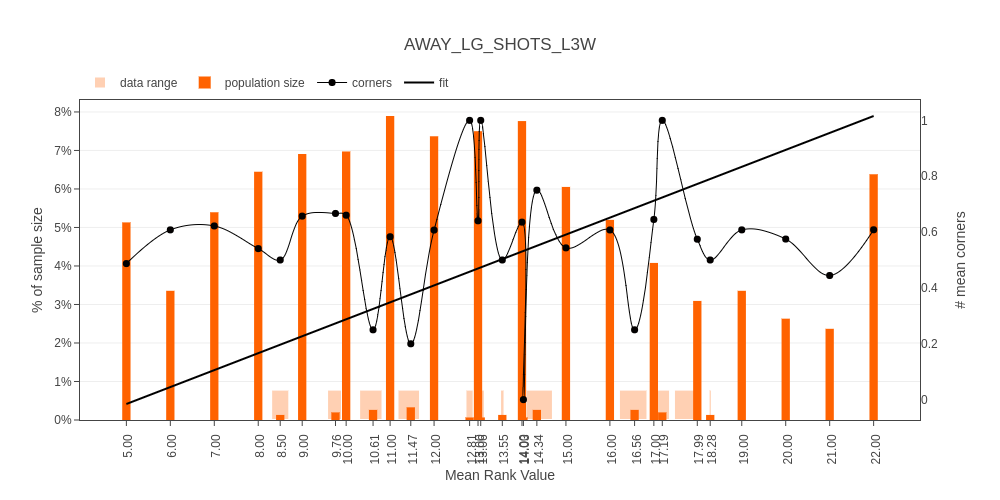 AWAY_LG_SHOTS_L3W
data range population size corners fit
8%
7%
6%
5%
4%
3%
2%
1%
0%
1
0.8
0.6
0.4
0.2
0
% of sample size
# mean corners
5.00 6.00 7.00 8.00 8.50 9.00 9.76 10.00 10.61 11.00 11.47 12.00 12.81 13.55 14.34 15.00 16.00 16.56 17.00 17.19 17.99 18.28 19.00 20.00 21.00 22.00
Mean Rank Value